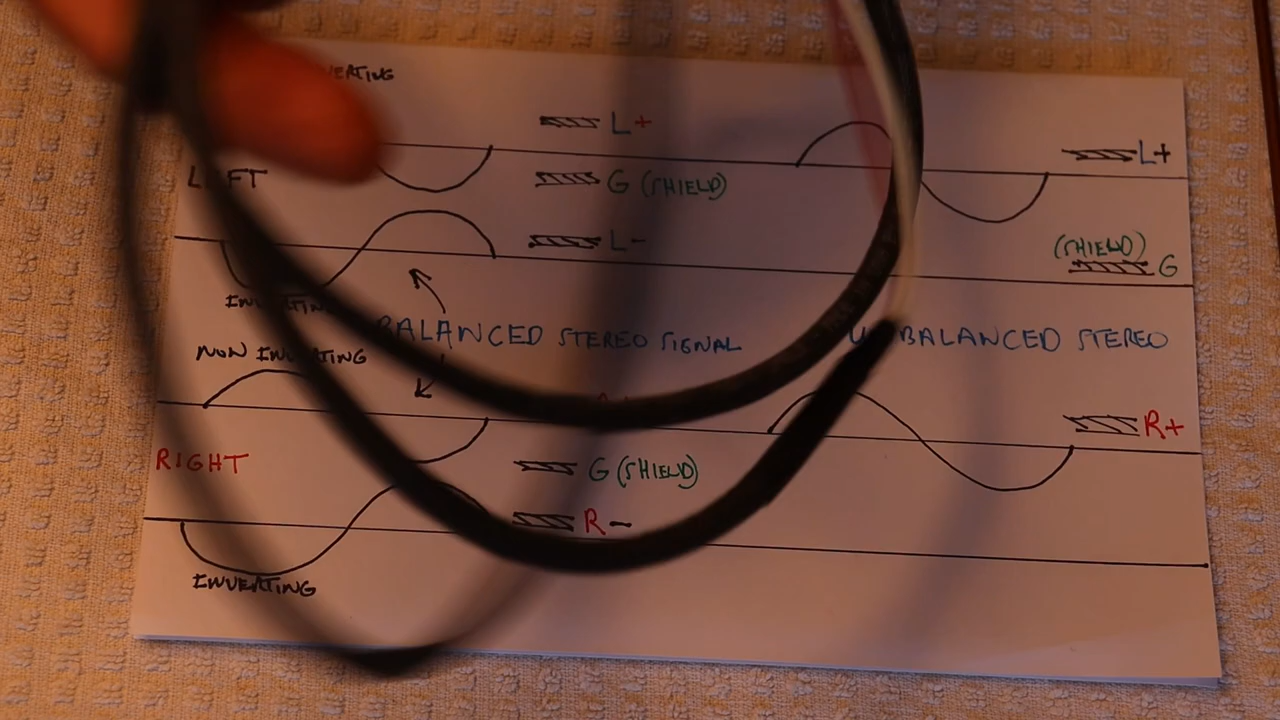 L+
L+
LEFT
G (SHIELD)
L-
(SHIELD)
G
BALANCED STEREO SIGNAL
BALANCED STEREO
NON INVERTING
R+
RIGHT
G (SHIELD)
R-
INVERTING